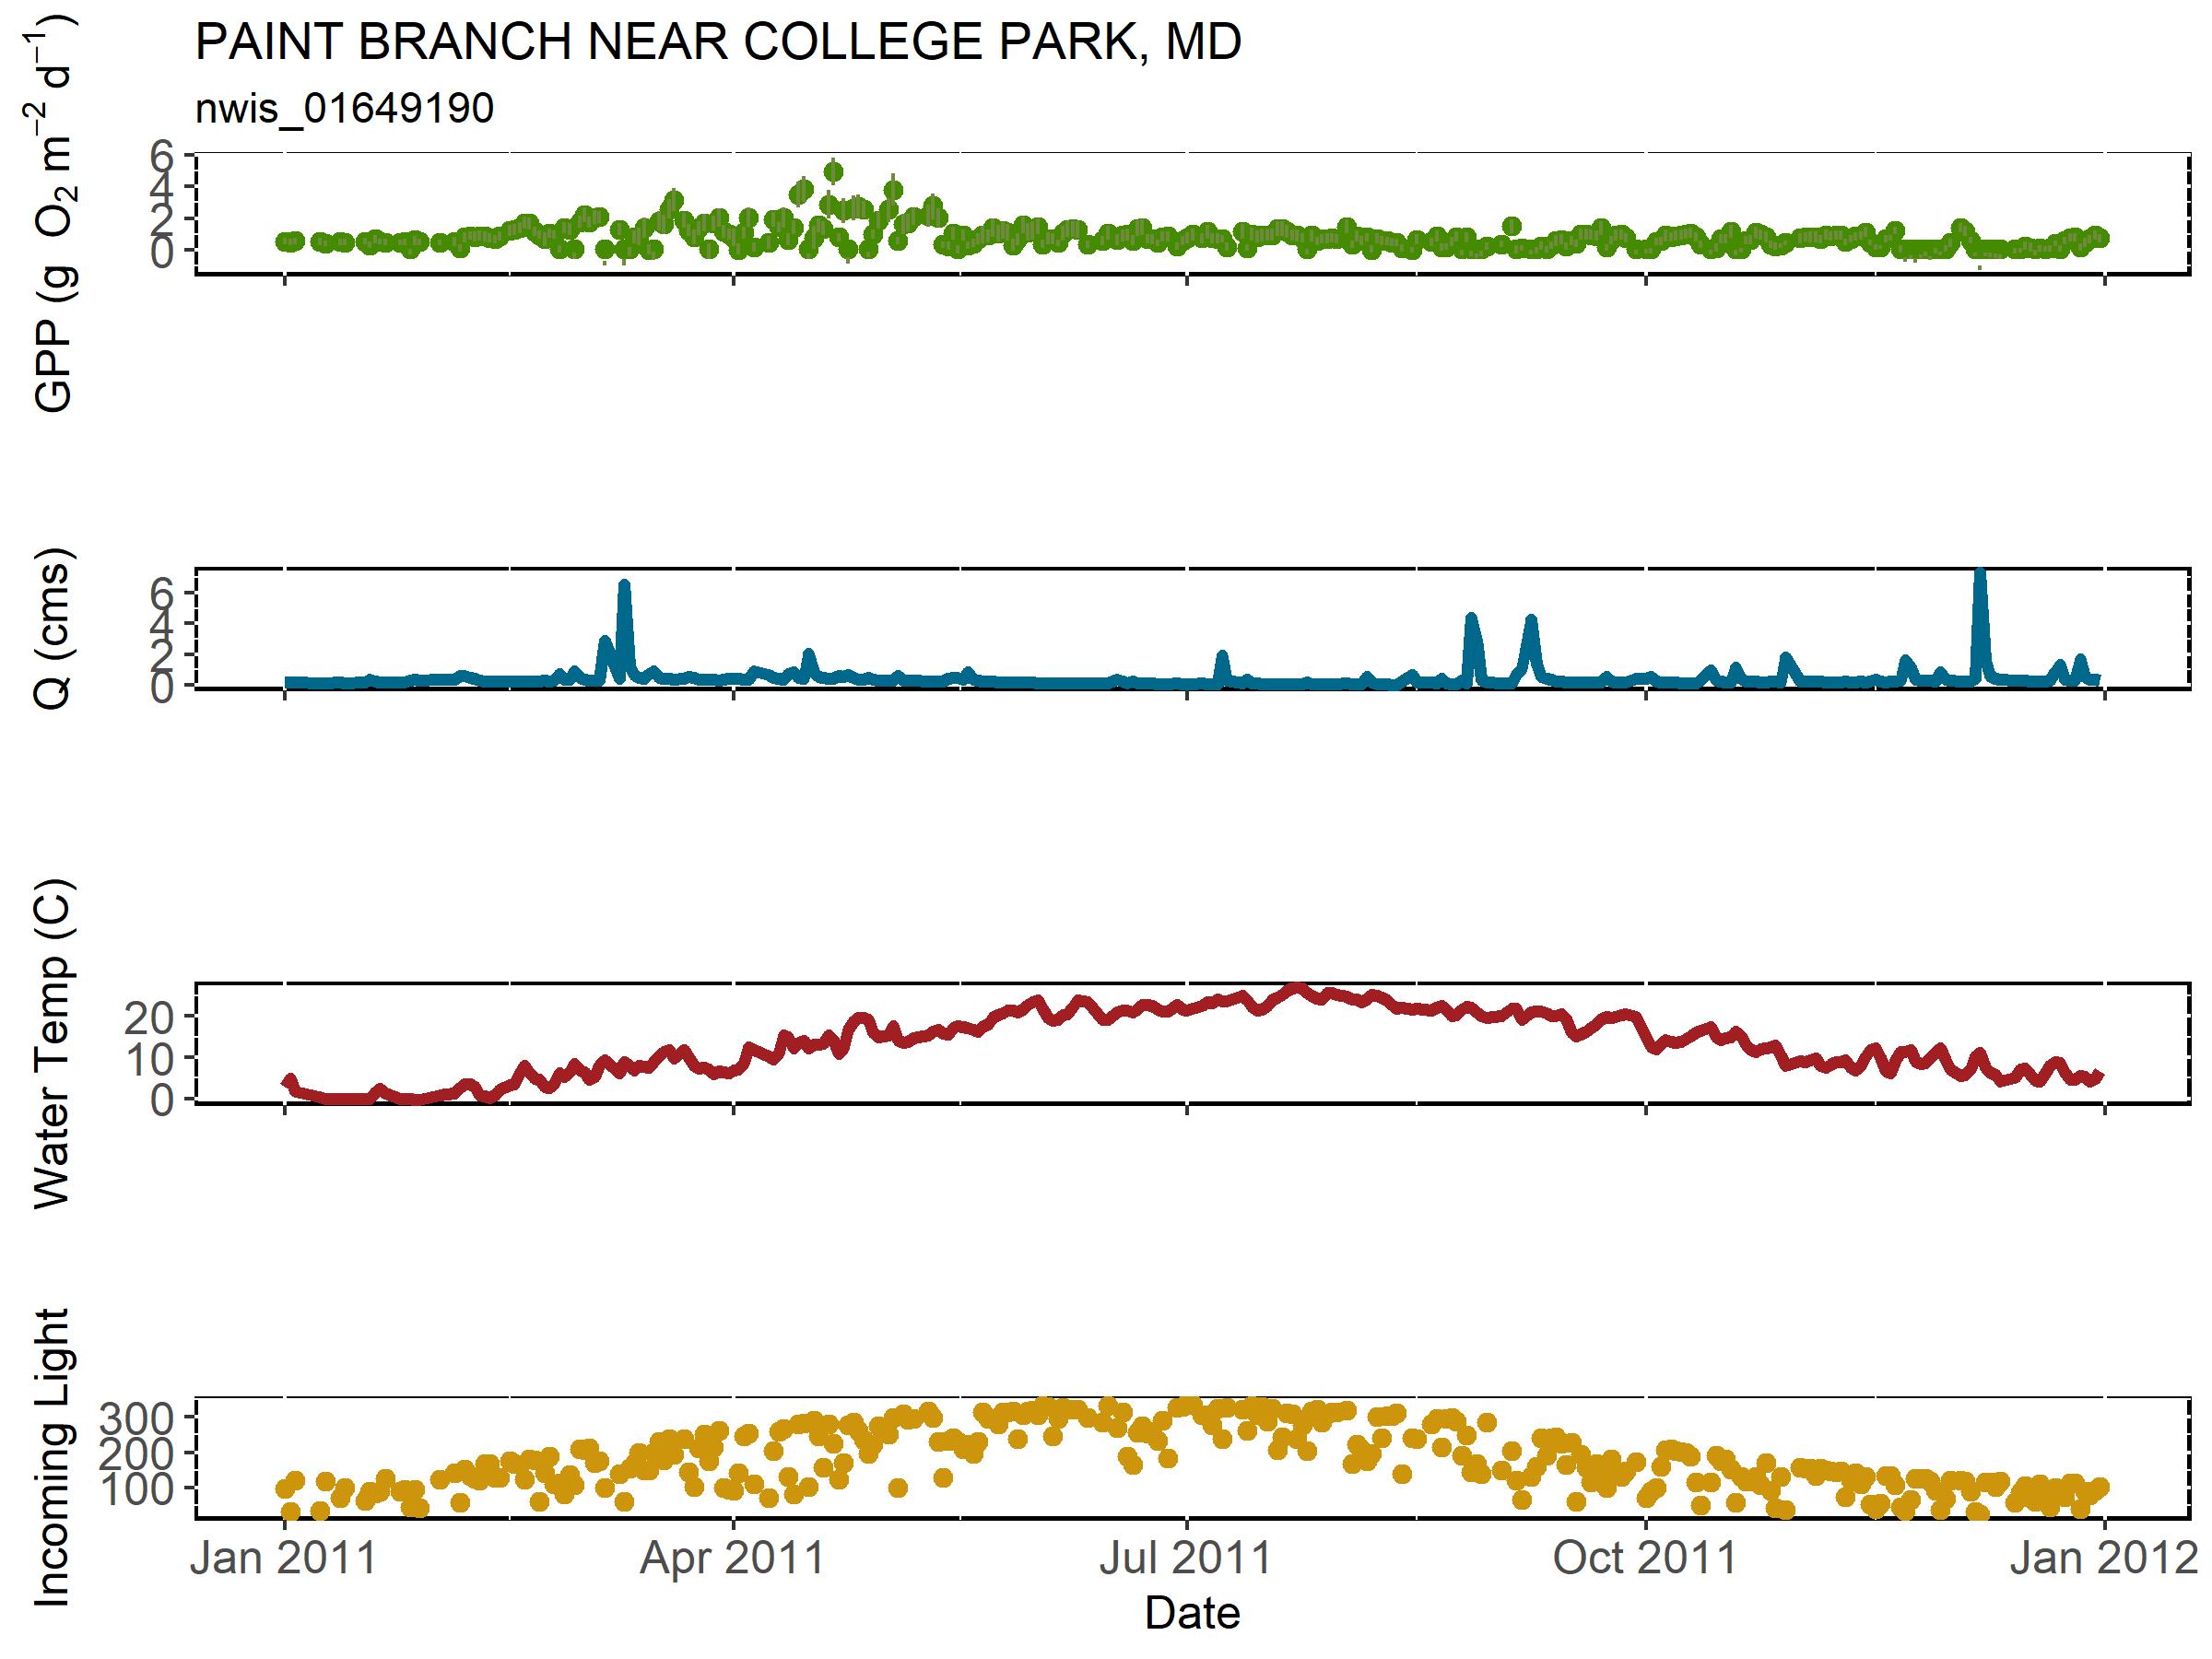 PAINT BRANCH NEAR COLLEGE PARK, MD
nwis_01649190
GPP (g O₂ m⁻² d⁻¹)
6
4
2
0
Q (cms)
6
4
2
0
Water Temp (C)
20
10
0
Incoming Light
300
200
100
Jan 2011 Apr 2011 Jul 2011 Oct 2011 Jan 2012
Date